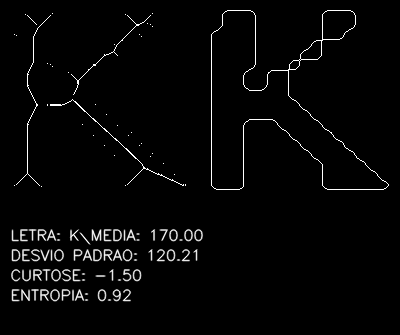 K K
LETRA: K\MEDIA: 170.00
DESVIO PADRAO: 120.21
CURTOSE: -1.50
ENTROPIA: 0.92